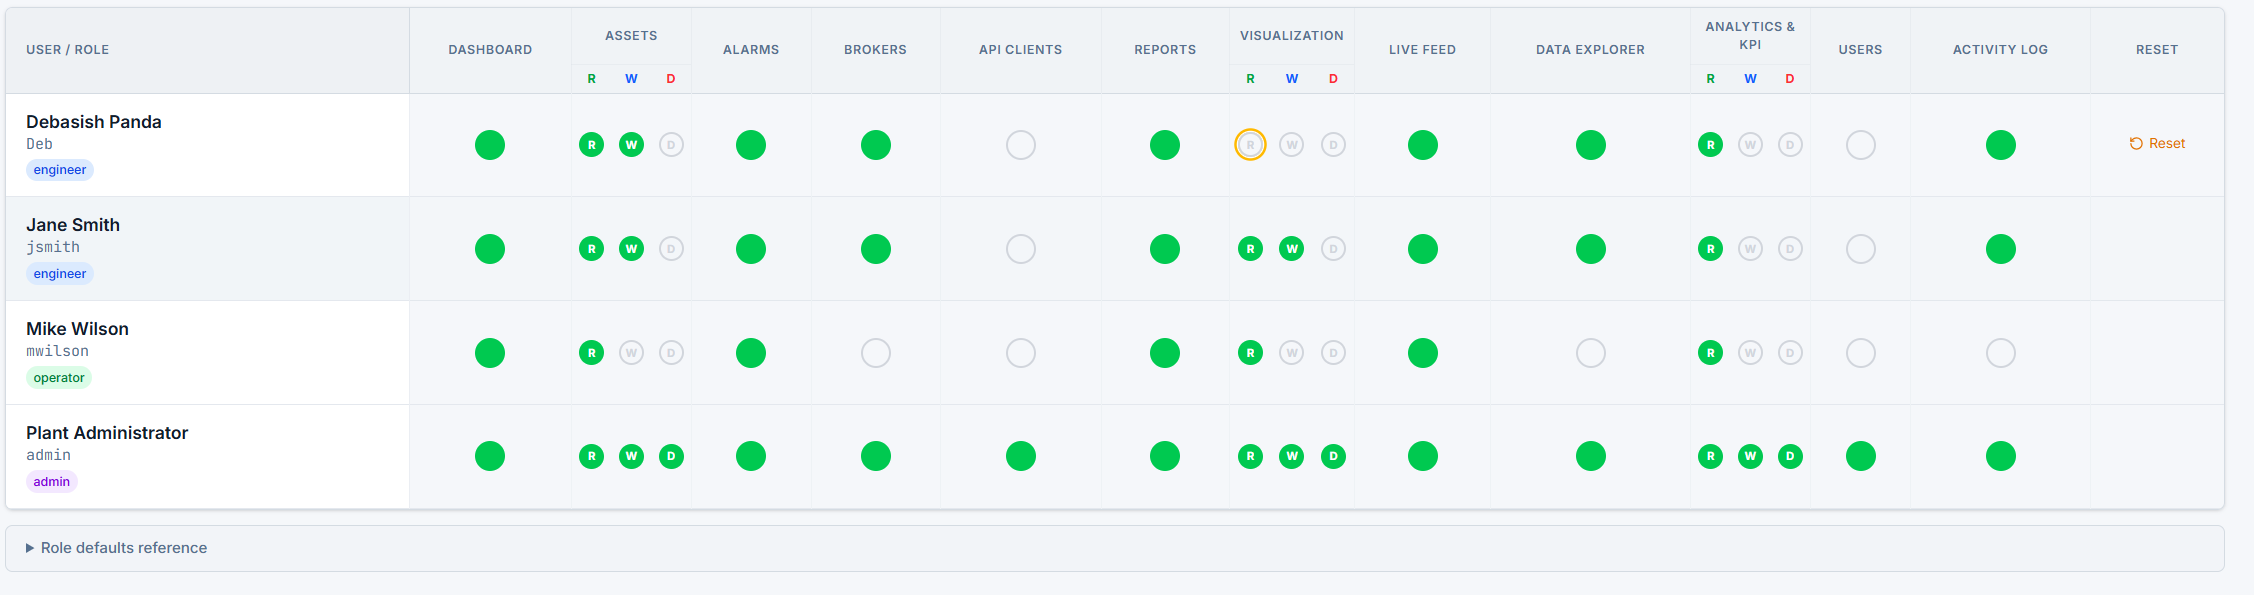 USER / ROLE DASHBOARD ASSETS ALARMS BROKERS API CLIENTS REPORTS VISUALIZATION LIVE FEED DATA EXPLORER ANALYTICS & KPI USERS ACTIVITY LOG RESET
R W D R W D R W D
Debasish Panda
Deb
engineer
R W D R W D R W D Reset
Jane Smith
jsmith
engineer
R W D R W D R W D
Mike Wilson
mwilson
operator
R W D R W D R W D
Plant Administrator
admin
admin
R W D R W D R W D
Role defaults reference